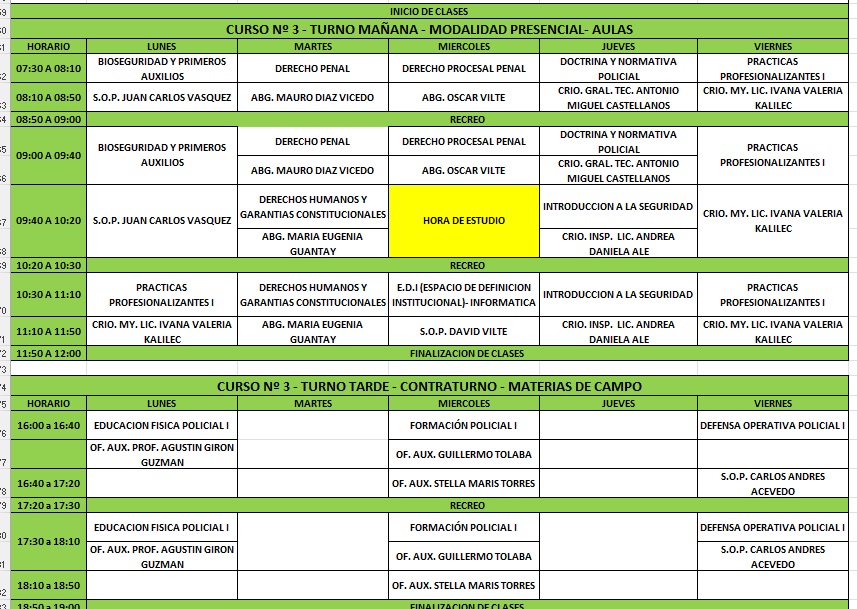 INICIO DE CLASES
CURSO Nº 3 - TURNO MAÑANA - MODALIDAD PRESENCIAL- AULAS
HORARIO LUNES MARTES MIERCOLES JUEVES VIERNES
07:30 A 08:10
BIOSEGURIDAD Y PRIMEROS
AUXILIOS
DERECHO PENAL
DERECHO PROCESAL PENAL
DOCTRINA Y NORMATIVA
POLICIAL
PRACTICAS
PROFESIONALIZANTES I
08:10 A 08:50
S.O.P. JUAN CARLOS VASQUEZ
ABG. MAURO DIAZ VICEDO
ABG. OSCAR VILTE
CRIO. GRAL. TEC. ANTONIO
MIGUEL CASTELLANOS
CRIO. MY. LIC. IVANA VALERIA
KALILEC
08:50 A 09:00 RECREO
09:00 A 09:40
BIOSEGURIDAD Y PRIMEROS
AUXILIOS
DERECHO PENAL
DERECHO PROCESAL PENAL
DOCTRINA Y NORMATIVA
POLICIAL
PRACTICAS
PROFESIONALIZANTES I
ABG. MAURO DIAZ VICEDO
ABG. OSCAR VILTE
CRIO. GRAL. TEC. ANTONIO
MIGUEL CASTELLANOS
09:40 A 10:20
S.O.P. JUAN CARLOS VASQUEZ
DERECHOS HUMANOS Y
GARANTIAS CONSTITUCIONALES
HORA DE ESTUDIO
INTRODUCCION A LA SEGURIDAD
CRIO. MY. LIC. IVANA VALERIA
KALILEC
ABG. MARIA EUGENIA
GUANTAY
CRIO. INSP. LIC. ANDREA
DANIELA ALE
10:20 A 10:30 RECREO
10:30 A 11:10
PRACTICAS
PROFESIONALIZANTES I
DERECHOS HUMANOS Y
GARANTIAS CONSTITUCIONALES
E.D.I (ESPACIO DE DEFINICION
INSTITUCIONAL)- INFORMATICA
INTRODUCCION A LA SEGURIDAD
PRACTICAS
PROFESIONALIZANTES I
11:10 A 11:50
CRIO. MY. LIC. IVANA VALERIA
KALILEC
ABG. MARIA EUGENIA
GUANTAY
S.O.P. DAVID VILTE
CRIO. INSP. LIC. ANDREA
DANIELA ALE
CRIO. MY. LIC. IVANA VALERIA
KALILEC
11:50 A 12:00 FINALIZACION DE CLASES
CURSO Nº 3 - TURNO TARDE - CONTRATURNO - MATERIAS DE CAMPO
HORARIO LUNES MARTES MIERCOLES JUEVES VIERNES
16:00 a 16:40
EDUCACION FISICA POLICIAL I
FORMACIÓN POLICIAL I
DEFENSA OPERATIVA POLICIAL I
OF. AUX. PROF. AGUSTIN GIRON
GUZMAN
OF. AUX. GUILLERMO TOLABA
16:40 a 17:20
OF. AUX. STELLA MARIS TORRES
S.O.P. CARLOS ANDRES
ACEVEDO
17:20 a 17:30 RECREO
17:30 a 18:10
EDUCACION FISICA POLICIAL I
FORMACIÓN POLICIAL I
DEFENSA OPERATIVA POLICIAL I
OF. AUX. PROF. AGUSTIN GIRON
GUZMAN
OF. AUX. GUILLERMO TOLABA
S.O.P. CARLOS ANDRES
ACEVEDO
18:10 a 18:50
OF. AUX. STELLA MARIS TORRES
18:50 a 19:00 FINALIZACION DE CLASES